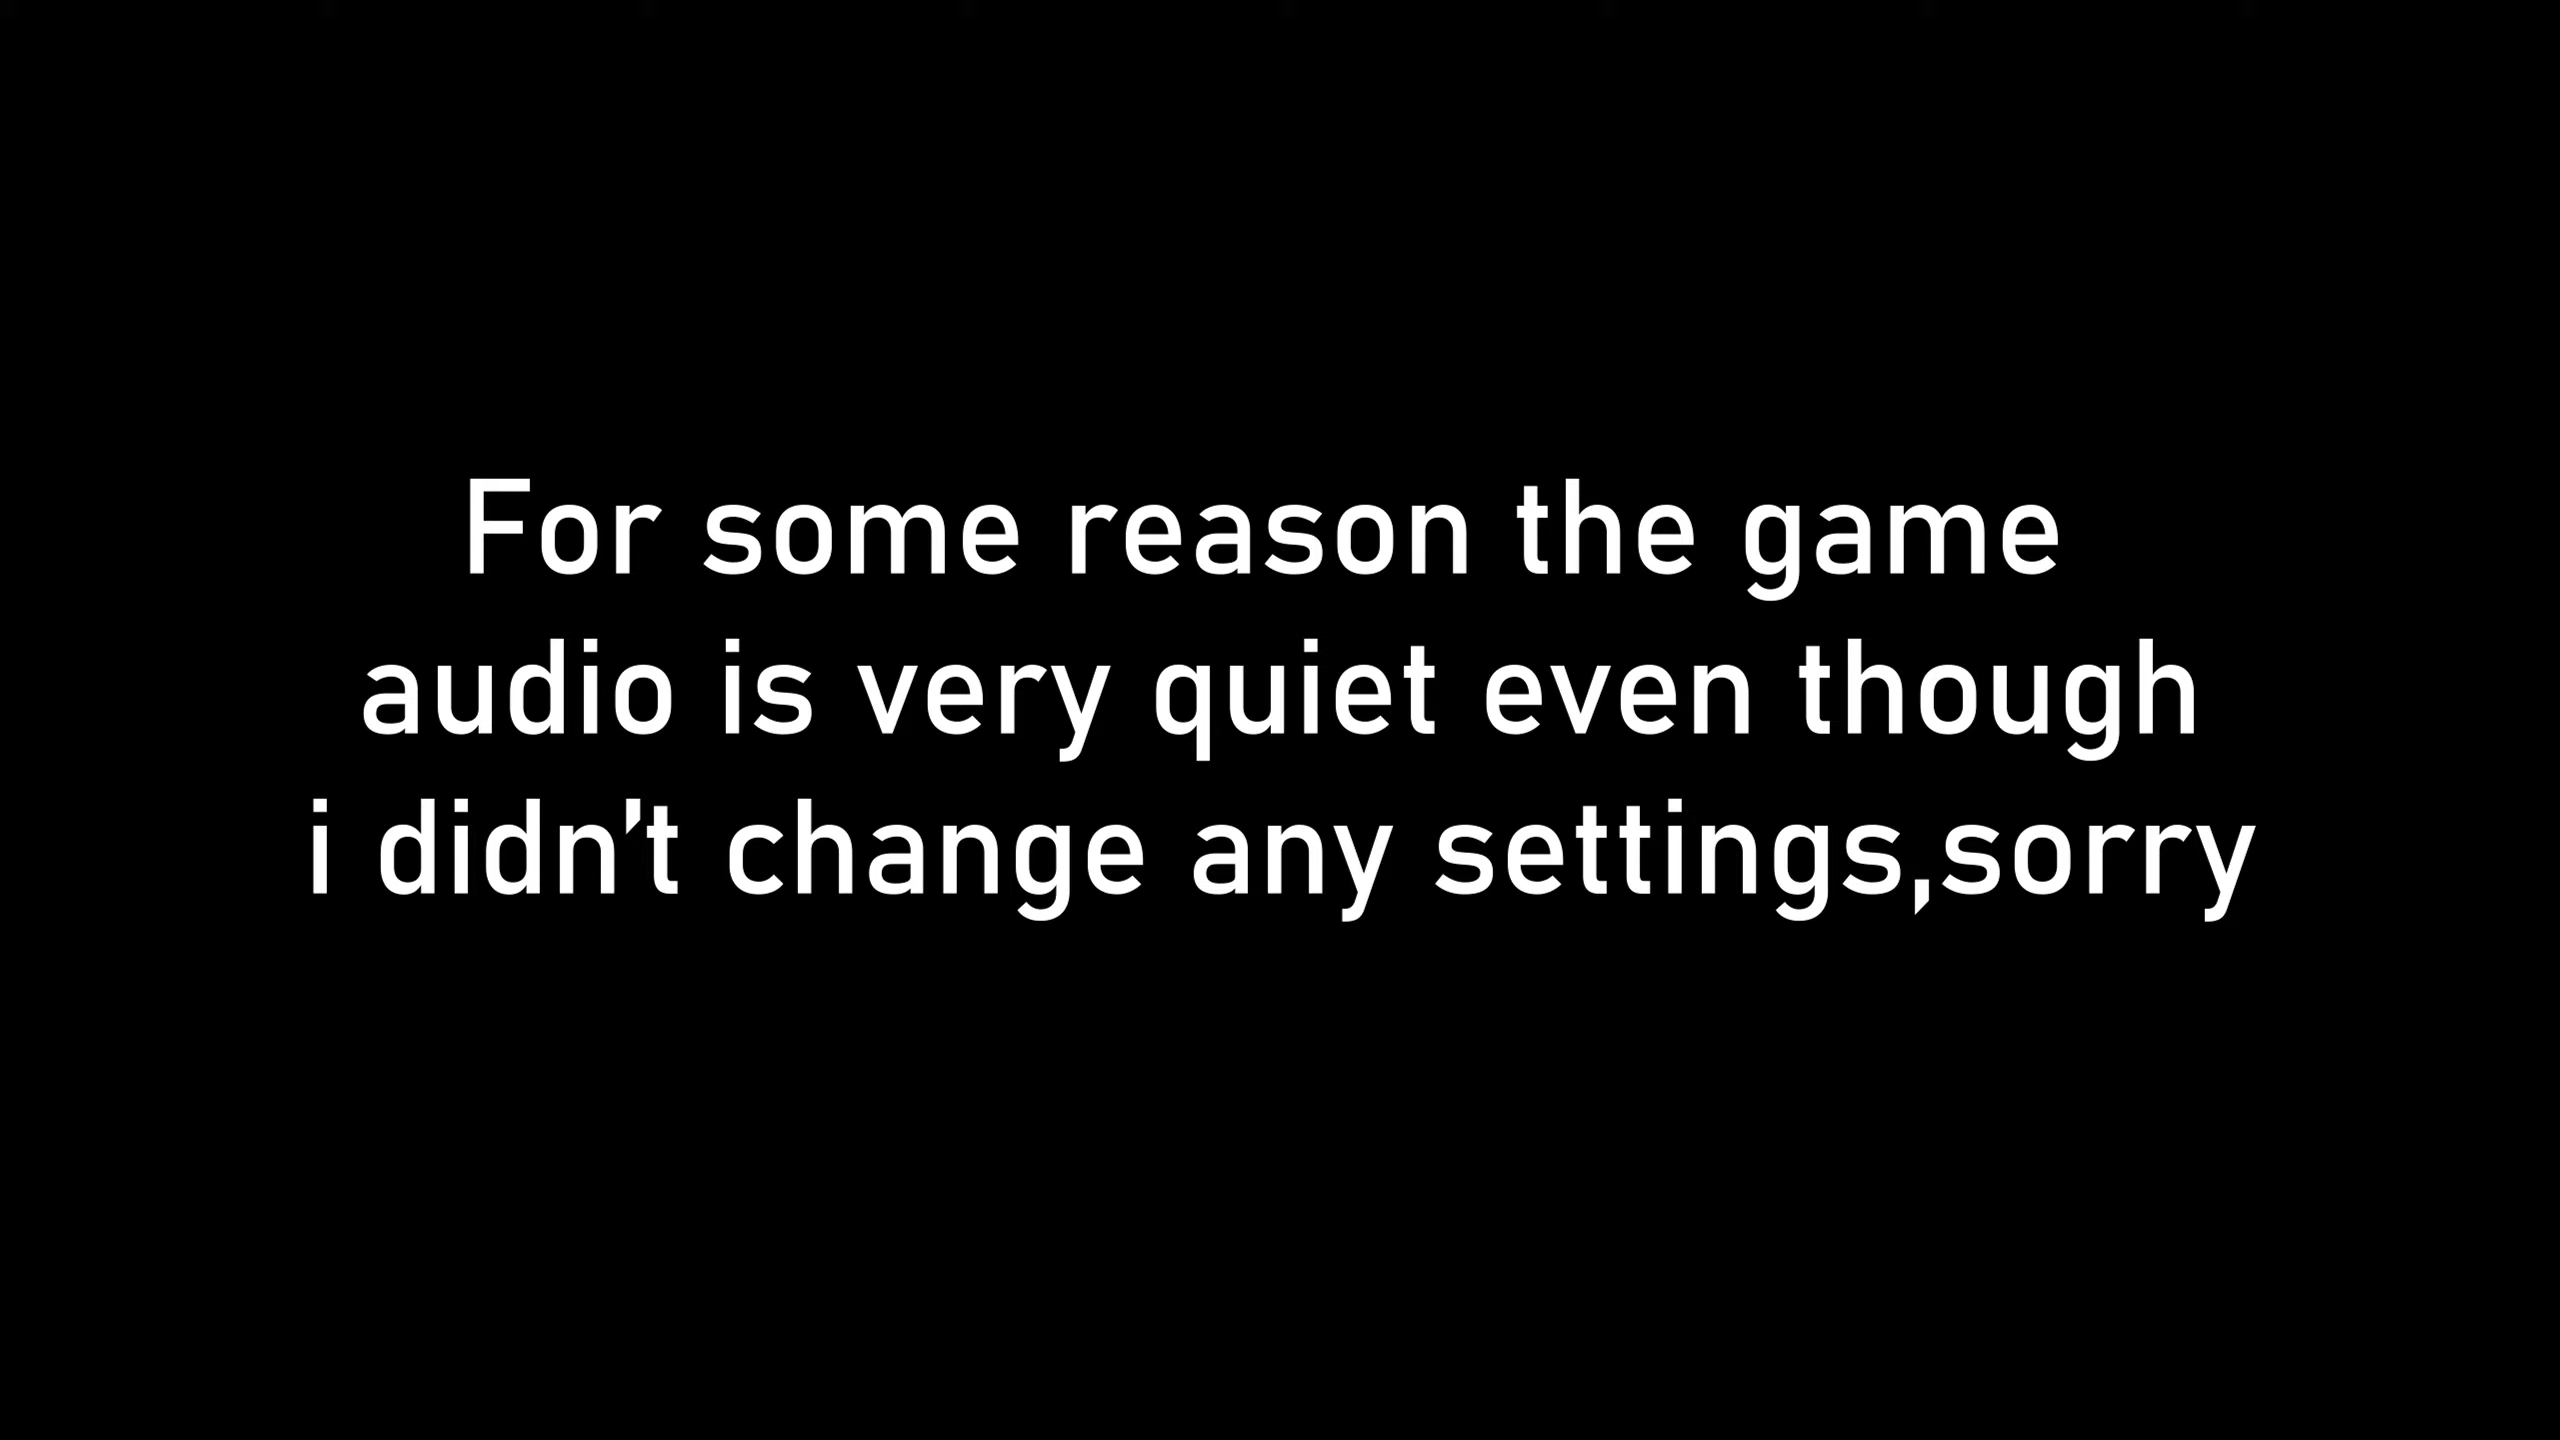 For some reason the game
audio is very quiet even though
i didn’t change any settings,sorry